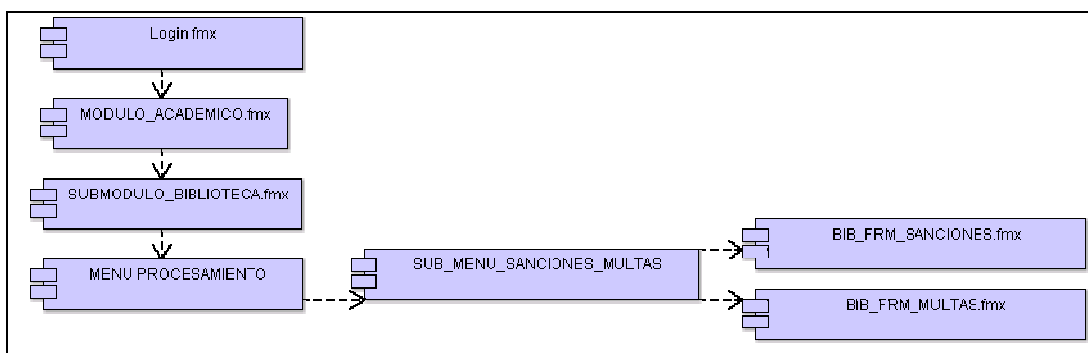 Login fmx
MODULO_ACADEMICO.fmx
SUBMODULO_BIBLIOTECA.fmx
MENU PROCESAMIENTO
SUB_MENU_SANCIONES_MULTAS
BIB_FRM_SANCIONES.fmx
BIB_FRM_MULTAS.fmx